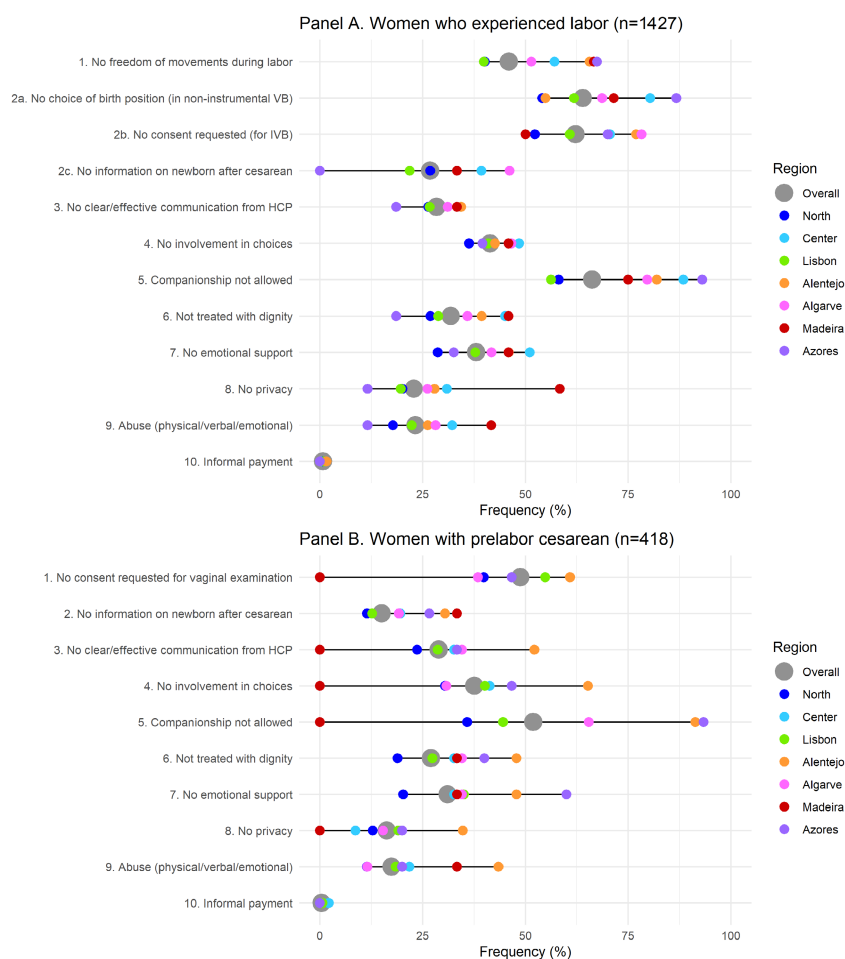 Panel A. Women who experienced labor (n=1427)
1. No freedom of movements during labor
2a. No choice of birth position (in non-instrumental VB)
2b. No consent requested (for IVB)
2c. No information on newborn after cesarean
3. No clear/effective communication from HCP
4. No involvement in choices
5. Companionship not allowed
6. Not treated with dignity
7. No emotional support
8. No privacy
9. Abuse (physical/verbal/emotional)
10. Informal payment
0 25 50 75 100
Frequency (%)
Region
Overall
North
Center
Lisbon
Alentejo
Algarve
Madeira
Azores
Panel B. Women with prelabor cesarean (n=418)
1. No consent requested for vaginal examination
2. No information on newborn after cesarean
3. No clear/effective communication from HCP
4. No involvement in choices
5. Companionship not allowed
6. Not treated with dignity
7. No emotional support
8. No privacy
9. Abuse (physical/verbal/emotional)
10. Informal payment
0 25 50 75 100
Frequency (%)
Region
Overall
North
Center
Lisbon
Alentejo
Algarve
Madeira
Azores